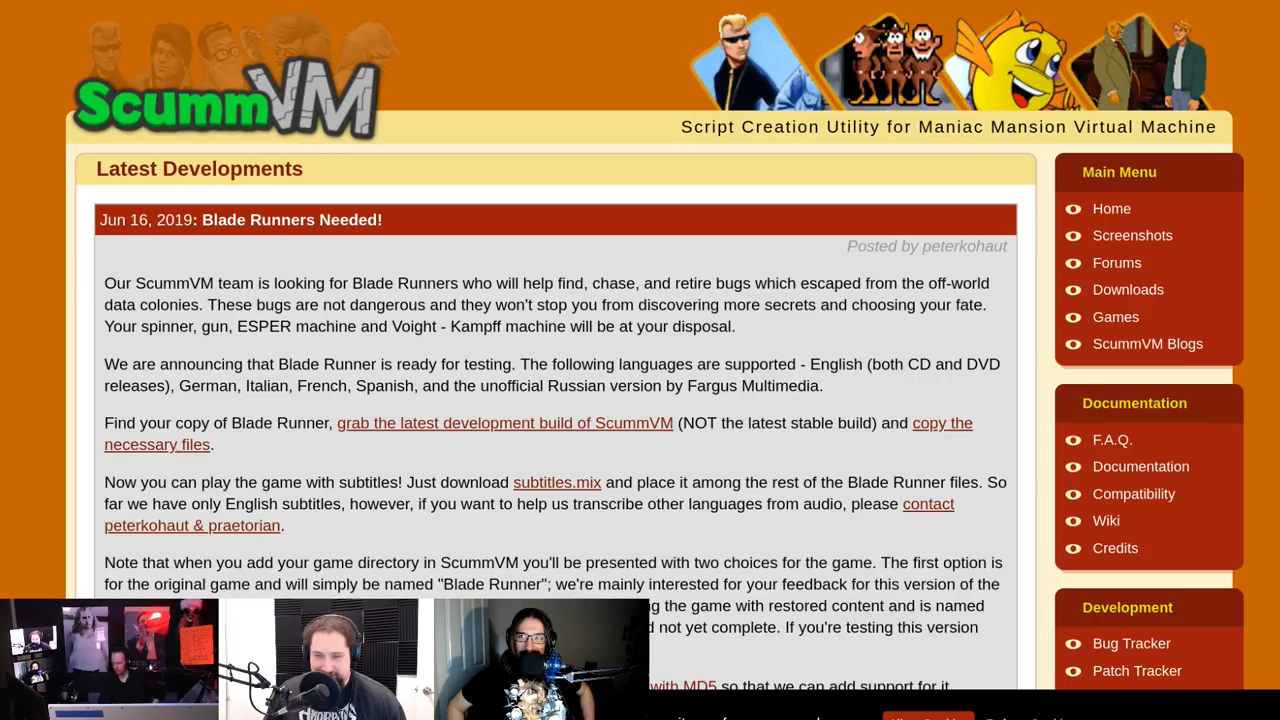 ScummVM
Script Creation Utility for Maniac Mansion Virtual Machine
Latest Developments
Jun 16, 2019: Blade Runners Needed!
Posted by peterkohaut
Our ScummVM team is looking for Blade Runners who will help find, chase, and retire bugs which escaped from the off-world
data colonies. These bugs are not dangerous and they won't stop you from discovering more secrets and choosing your fate.
Your spinner, gun, ESPER machine and Voight - Kampff machine will be at your disposal.
We are announcing that Blade Runner is ready for testing. The following languages are supported - English (both CD and DVD
releases), German, Italian, French, Spanish, and the unofficial Russian version by Fargus Multimedia.
Find your copy of Blade Runner, grab the latest development build of ScummVM (NOT the latest stable build) and copy the
necessary files.
Now you can play the game with subtitles! Just download subtitles.mix and place it among the rest of the Blade Runner files. So
far we have only English subtitles, however, if you want to help us transcribe other languages from audio, please contact
peterkohaut & praetorian.
Note that when you add your game directory in ScummVM you'll be presented with two choices for the game. The first option is
for the original game and will simply be named "Blade Runner"; we're mainly interested for your feedback for this version of the
the game with restored content and is named
not yet complete. If you're testing this version
with MD5 so that we can add support for it.
Main Menu
Home
Screenshots
Forums
Downloads
Games
ScummVM Blogs
Documentation
F.A.Q.
Documentation
Compatibility
Wiki
Credits
Development
Bug Tracker
Patch Tracker